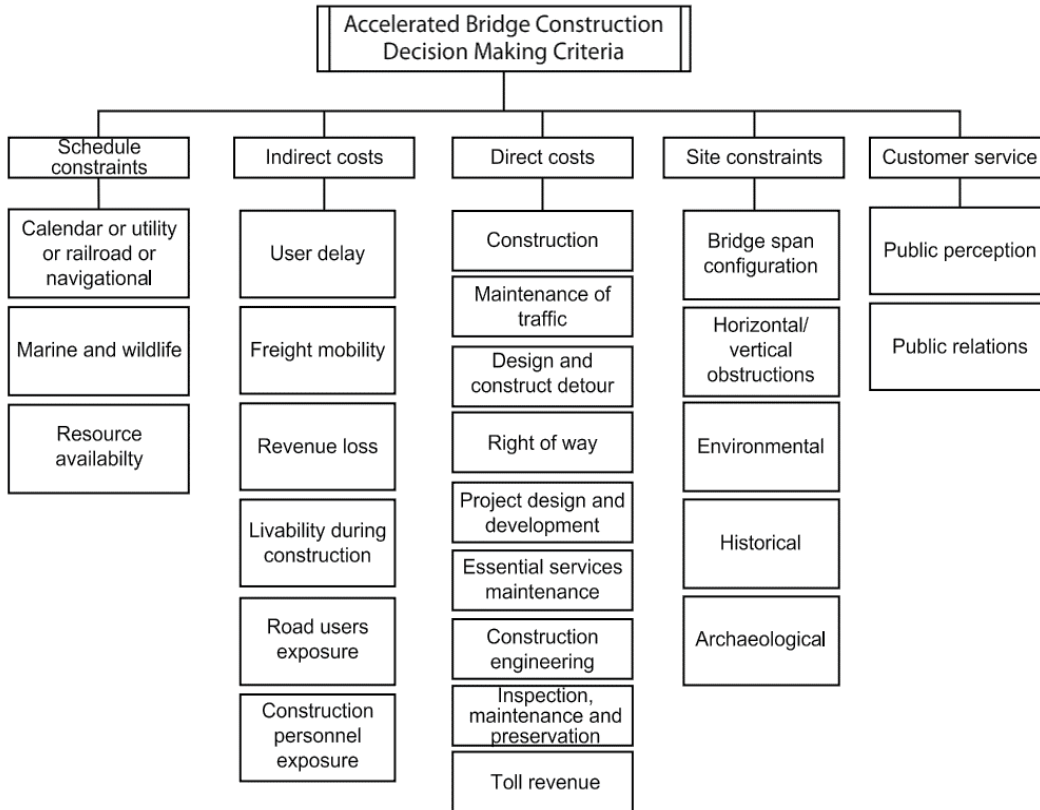 Accelerated Bridge Construction
Decision Making Criteria
Schedule
constraints
Calendar or utility
or railroad or
navigational
Marine and wildlife
Resource
availabilty
Indirect costs
User delay
Freight mobility
Revenue loss
Livability during
construction
Road users
exposure
Construction
personnel
exposure
Direct costs
Construction
Maintenance of
traffic
Design and
construct detour
Right of way
Project design and
development
Essential services
maintenance
Construction
engineering
Inspection,
maintenance and
preservation
Toll revenue
Site constraints
Bridge span
configuration
Horizontal/
vertical
obstructions
Environmental
Historical
Archaeological
Customer service
Public perception
Public relations